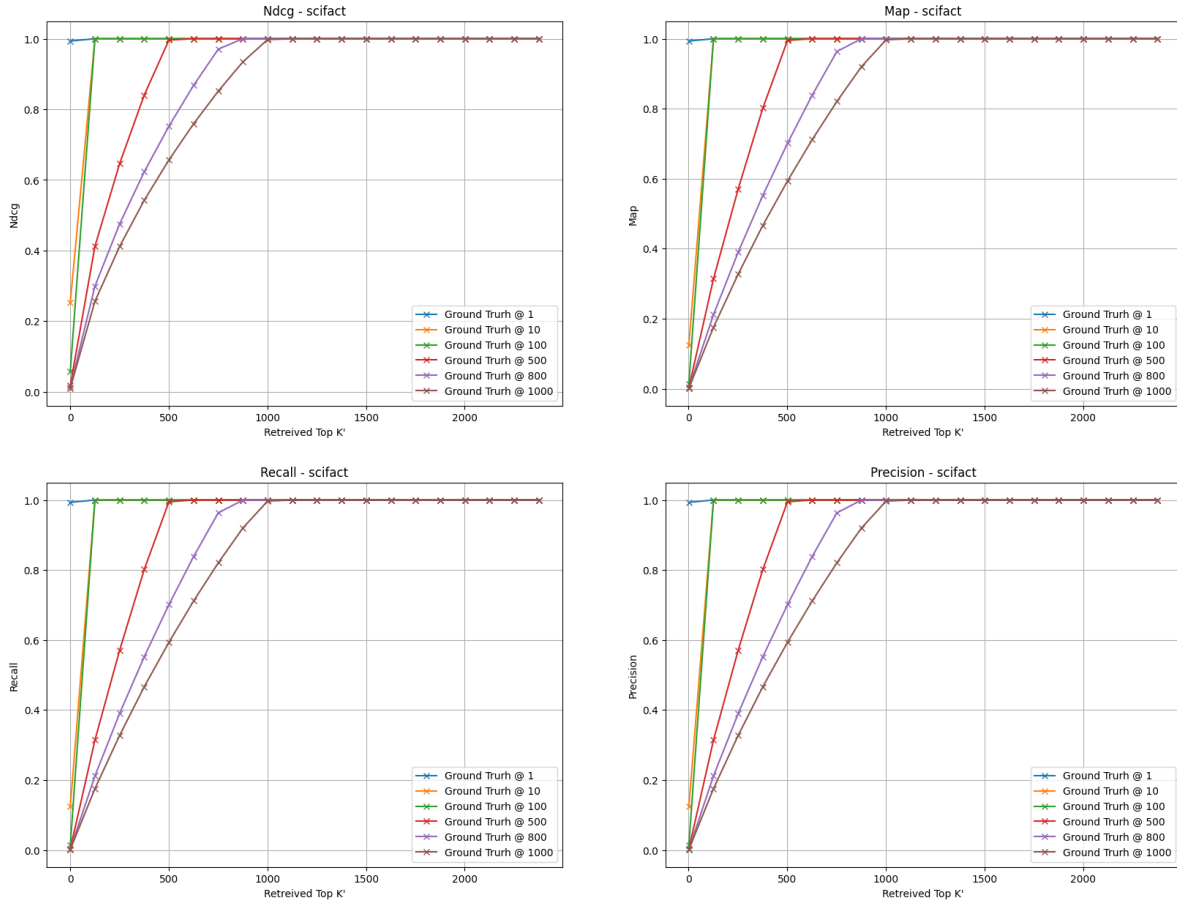 Ndcg - scifact
Ndcg
1.0
0.8
0.6
0.4
0.2
0.0
Ground Trurh @ 1
Ground Trurh @ 10
Ground Trurh @ 100
Ground Trurh @ 500
Ground Trurh @ 800
Ground Trurh @ 1000
0 500 1000 1500 2000
Retreived Top K'
Map - scifact
Map
1.0
0.8
0.6
0.4
0.2
0.0
Ground Trurh @ 1
Ground Trurh @ 10
Ground Trurh @ 100
Ground Trurh @ 500
Ground Trurh @ 800
Ground Trurh @ 1000
0 500 1000 1500 2000
Retreived Top K'
Recall - scifact
Recall
1.0
0.8
0.6
0.4
0.2
0.0
Ground Trurh @ 1
Ground Trurh @ 10
Ground Trurh @ 100
Ground Trurh @ 500
Ground Trurh @ 800
Ground Trurh @ 1000
0 500 1000 1500 2000
Retreived Top K'
Precision - scifact
Precision
1.0
0.8
0.6
0.4
0.2
0.0
Ground Trurh @ 1
Ground Trurh @ 10
Ground Trurh @ 100
Ground Trurh @ 500
Ground Trurh @ 800
Ground Trurh @ 1000
0 500 1000 1500 2000
Retreived Top K'